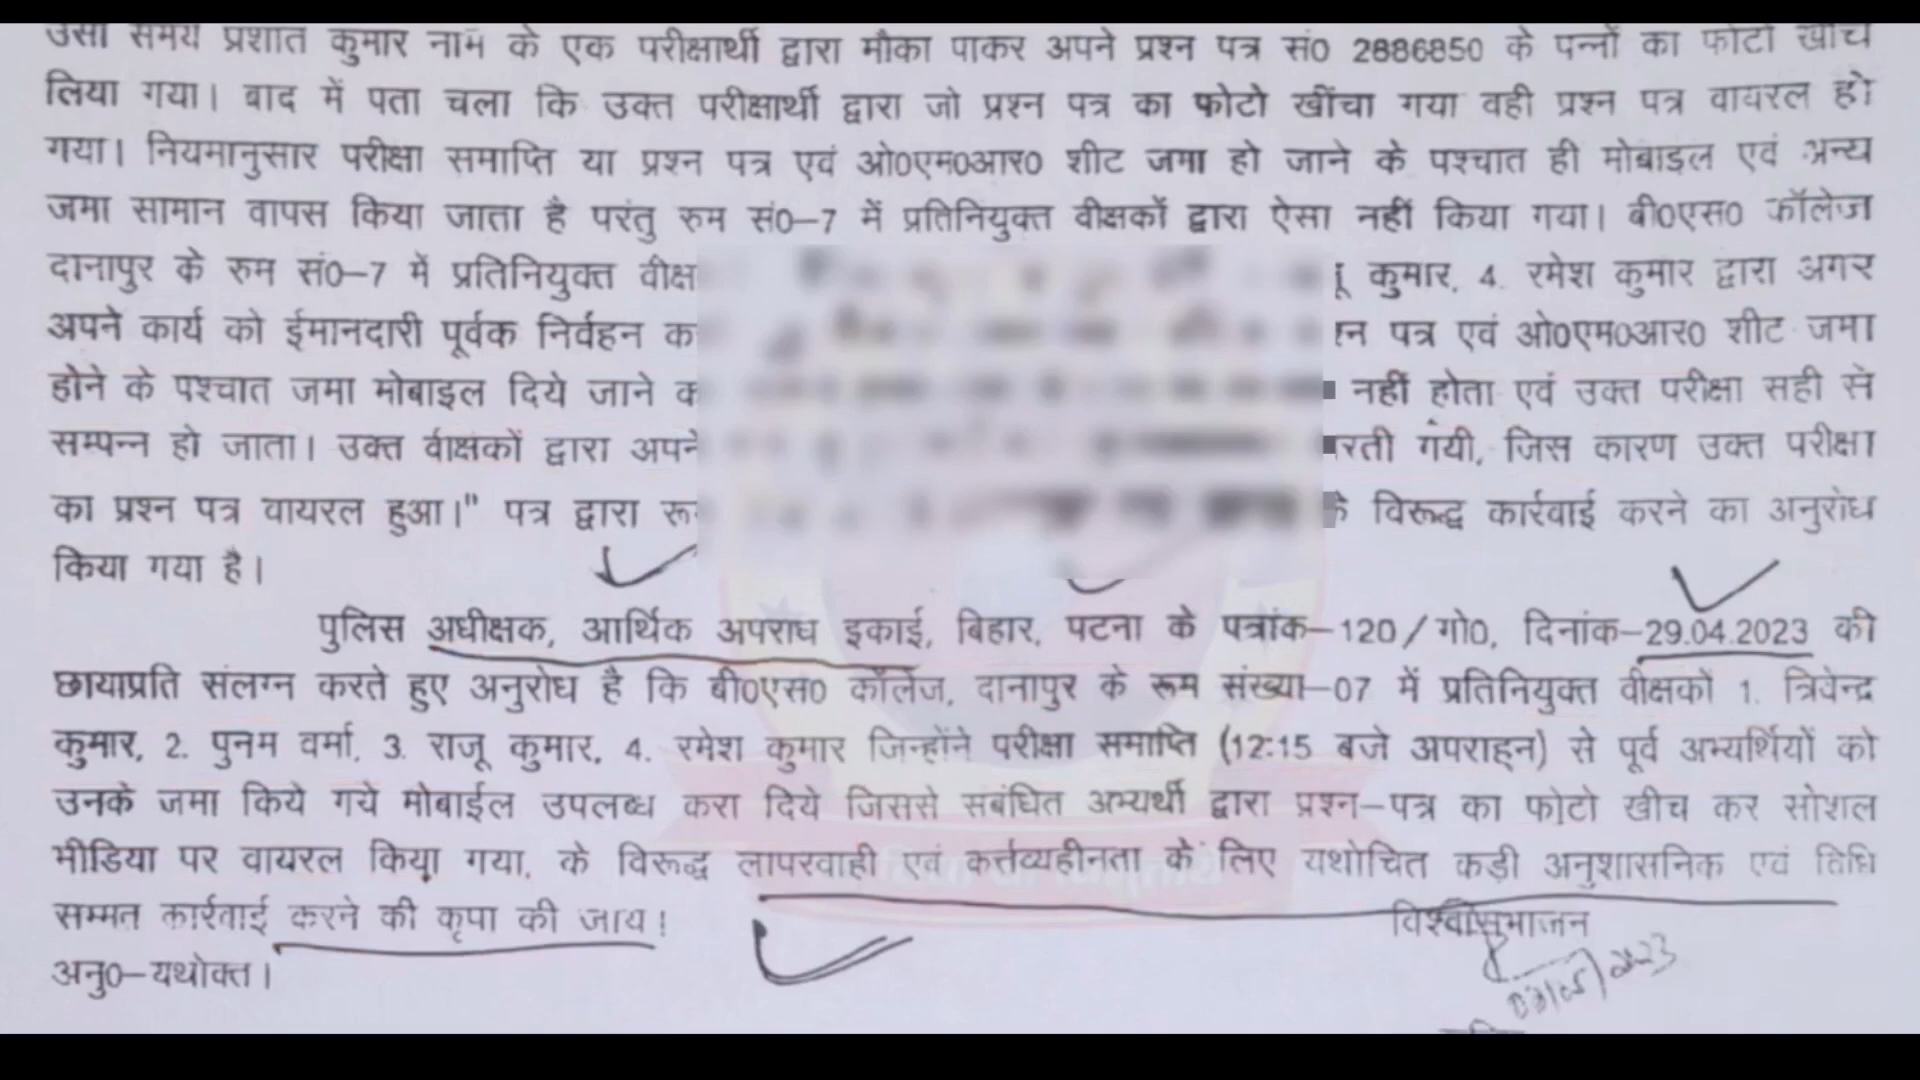 उसी समय प्रशांत कुमार नाम के एक परीक्षार्थी द्वारा मौका पाकर अपने प्रश्न पत्र सं0 2886850 के पन्नों का फोटो खींच
लिया गया। बाद में पता चला कि उक्त परीक्षार्थी द्वारा जो प्रश्न पत्र का फोटो खींचा गया वही प्रश्न पत्र वायरल हो
गया। नियमानुसार परीक्षा समाप्ति या प्रश्न पत्र एवं ओ0एम0आर0 शीट जमा हो जाने के पश्चात ही मोबाइल एवं अन्य
जमा सामान वापस किया जाता है परंतु रुम सं0–7 में प्रतिनियुक्त वीक्षकों द्वारा ऐसा नहीं किया गया। बी0एस0 कॉलेज
दानापुर के रुम सं0–7 में प्रतिनियुक्त कुमार, 4. रमेश कुमार द्वारा अगर
अपने कार्य को ईमानदारी पूर्वक निर्वहन पत्र एवं ओ0एम0आर0 शीट जमा
होने के पश्चात जमा मोबाइल दिये जाने नहीं होता एवं उक्त परीक्षा सही से
सम्पन्न हो जाता। उक्त वीक्षकों द्वारा गयी, जिस कारण उक्त परीक्षा
का प्रश्न पत्र वायरल हुआ।" पत्र द्वारा विरूद्ध कार्रवाई करने का अनुरोध
किया गया है।
पुलिस अधीक्षक, आर्थिक अपराध इकाई, बिहार, पटना के पत्रांक–120/गो0, दिनांक–29.04.2023 की
छायाप्रति संलग्न करते हुए अनुरोध है कि बी0एस0 कॉलेज, दानापुर के रूम संख्या–07 में प्रतिनियुक्त वीक्षकों 1. त्रिवेन्द्र
कुमार, 2. पुनम वर्मा, 3. राजू कुमार, 4. रमेश कुमार जिन्होंने परीक्षा समाप्ति (12:15 बजे अपराह्न) से पूर्व अभ्यर्थियों को
उनके जमा किये गये मोबाईल उपलब्ध करा दिये जिससे संबंधित अभ्यर्थी द्वारा प्रश्न–पत्र का फोटो खीच कर सोशल
मीडिया पर वायरल किया गया, के विरूद्ध लापरवाही एवं कर्त्तव्यहीनता के लिए यथोचित कड़ी अनुशासनिक एवं विधि
सम्मत कार्रवाई करने की कृपा की जाय!
विश्वासभाजन
अनु0–यथोक्त।